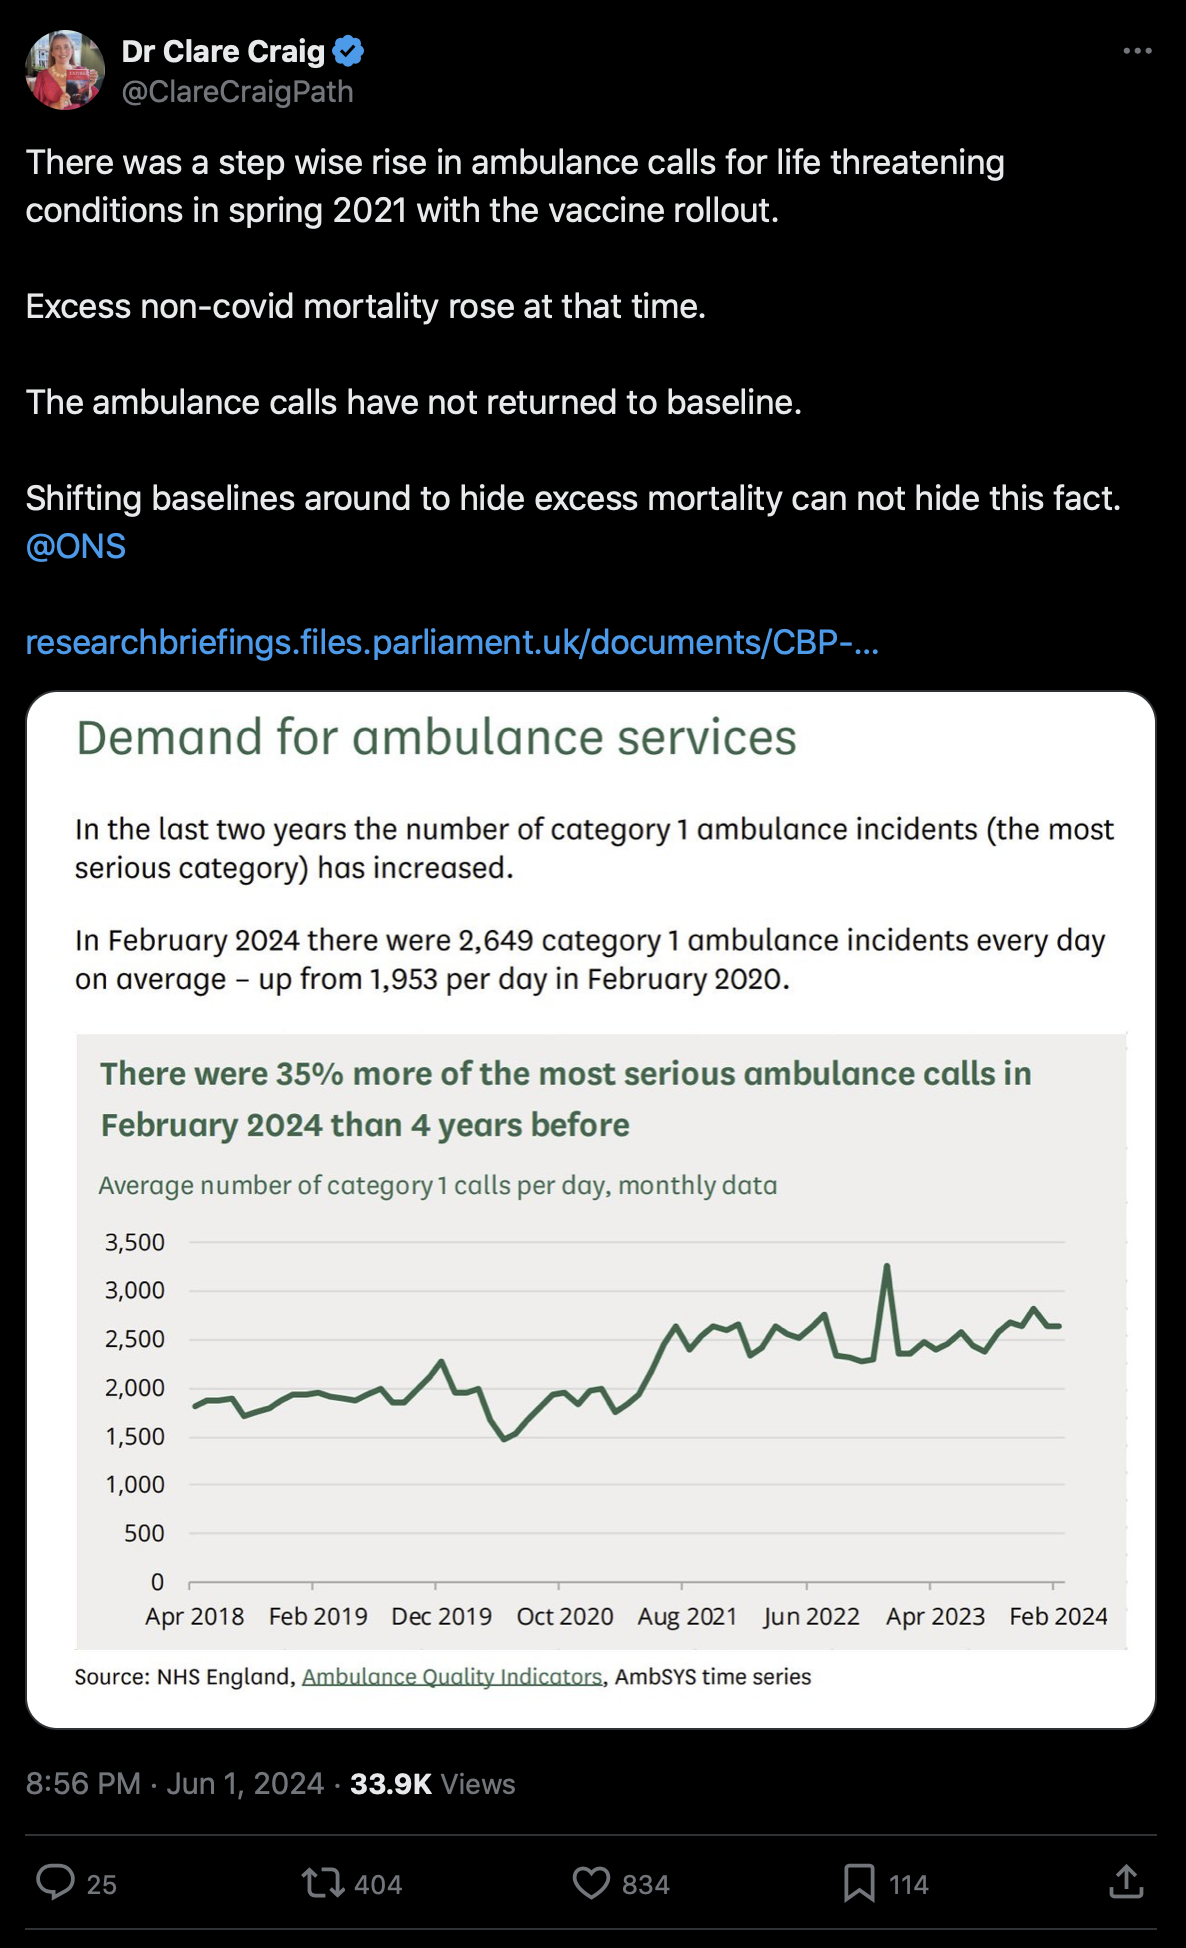 Dr Clare Craig
@ClareCraigPath
There was a step wise rise in ambulance calls for life threatening
conditions in spring 2021 with the vaccine rollout.
Excess non-covid mortality rose at that time.
The ambulance calls have not returned to baseline.
Shifting baselines around to hide excess mortality can not hide this fact.
@ONS
researchbriefings.files.parliament.uk/documents/CBP-...
Demand for ambulance services
In the last two years the number of category 1 ambulance incidents (the most
serious category) has increased.
In February 2024 there were 2,649 category 1 ambulance incidents every day
on average – up from 1,953 per day in February 2020.
There were 35% more of the most serious ambulance calls in
February 2024 than 4 years before
Average number of category 1 calls per day, monthly data
3,500
3,000
2,500
2,000
1,500
1,000
500
0
Apr 2018 Feb 2019 Dec 2019 Oct 2020 Aug 2021 Jun 2022 Apr 2023 Feb 2024
Source: NHS England, Ambulance Quality Indicators, AmbSYS time series
8:56 PM · Jun 1, 2024 · 33.9K Views
25 404 834 114